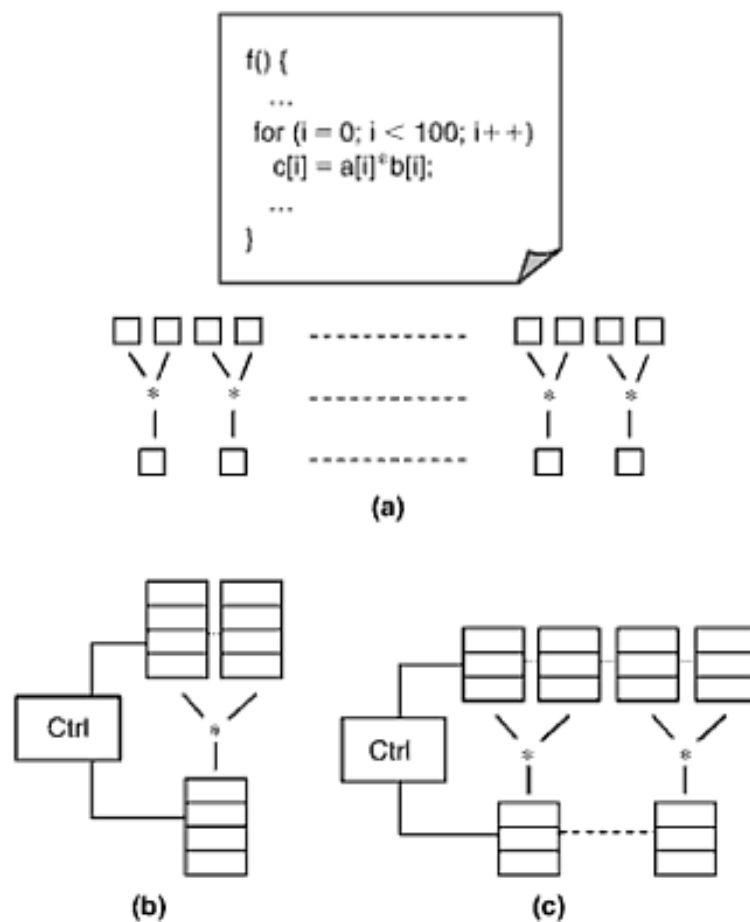 f() {
...
for (i = 0; i < 100; i++)
c[i] = a[i]*b[i];
...
}
* * * *
(a)
Ctrl
*
(b)
Ctrl
* *
(c)